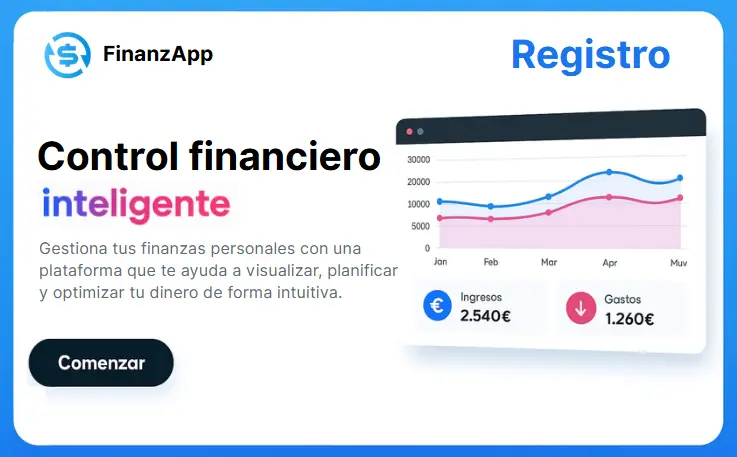 FinanzApp
Registro
Control financiero
inteligente
Gestiona tus finanzas personales con una
plataforma que te ayuda a visualizar, planificar
y optimizar tu dinero de forma intuitiva.
Comenzar
30000
20000
10000
5000
0
Jan Feb Mar Apr Muv
€ Ingresos
2.540€
Gastos
1.260€